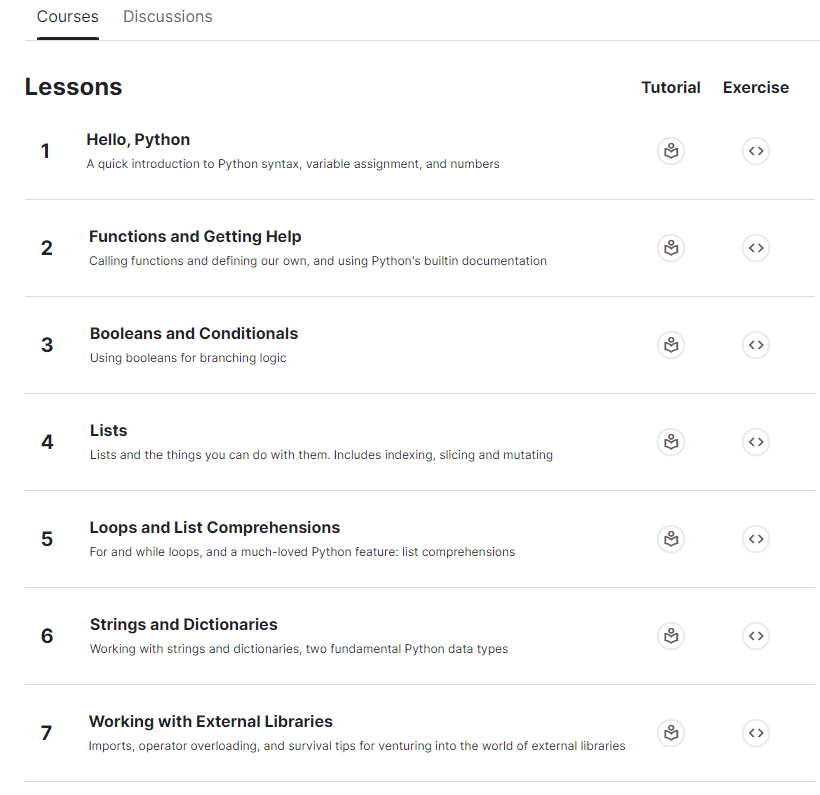 Courses Discussions
Lessons Tutorial Exercise
1 Hello, Python
A quick introduction to Python syntax, variable assignment, and numbers
2 Functions and Getting Help
Calling functions and defining our own, and using Python's builtin documentation
3 Booleans and Conditionals
Using booleans for branching logic
4 Lists
Lists and the things you can do with them. Includes indexing, slicing and mutating
5 Loops and List Comprehensions
For and while loops, and a much-loved Python feature: list comprehensions
6 Strings and Dictionaries
Working with strings and dictionaries, two fundamental Python data types
7 Working with External Libraries
Imports, operator overloading, and survival tips for venturing into the world of external libraries